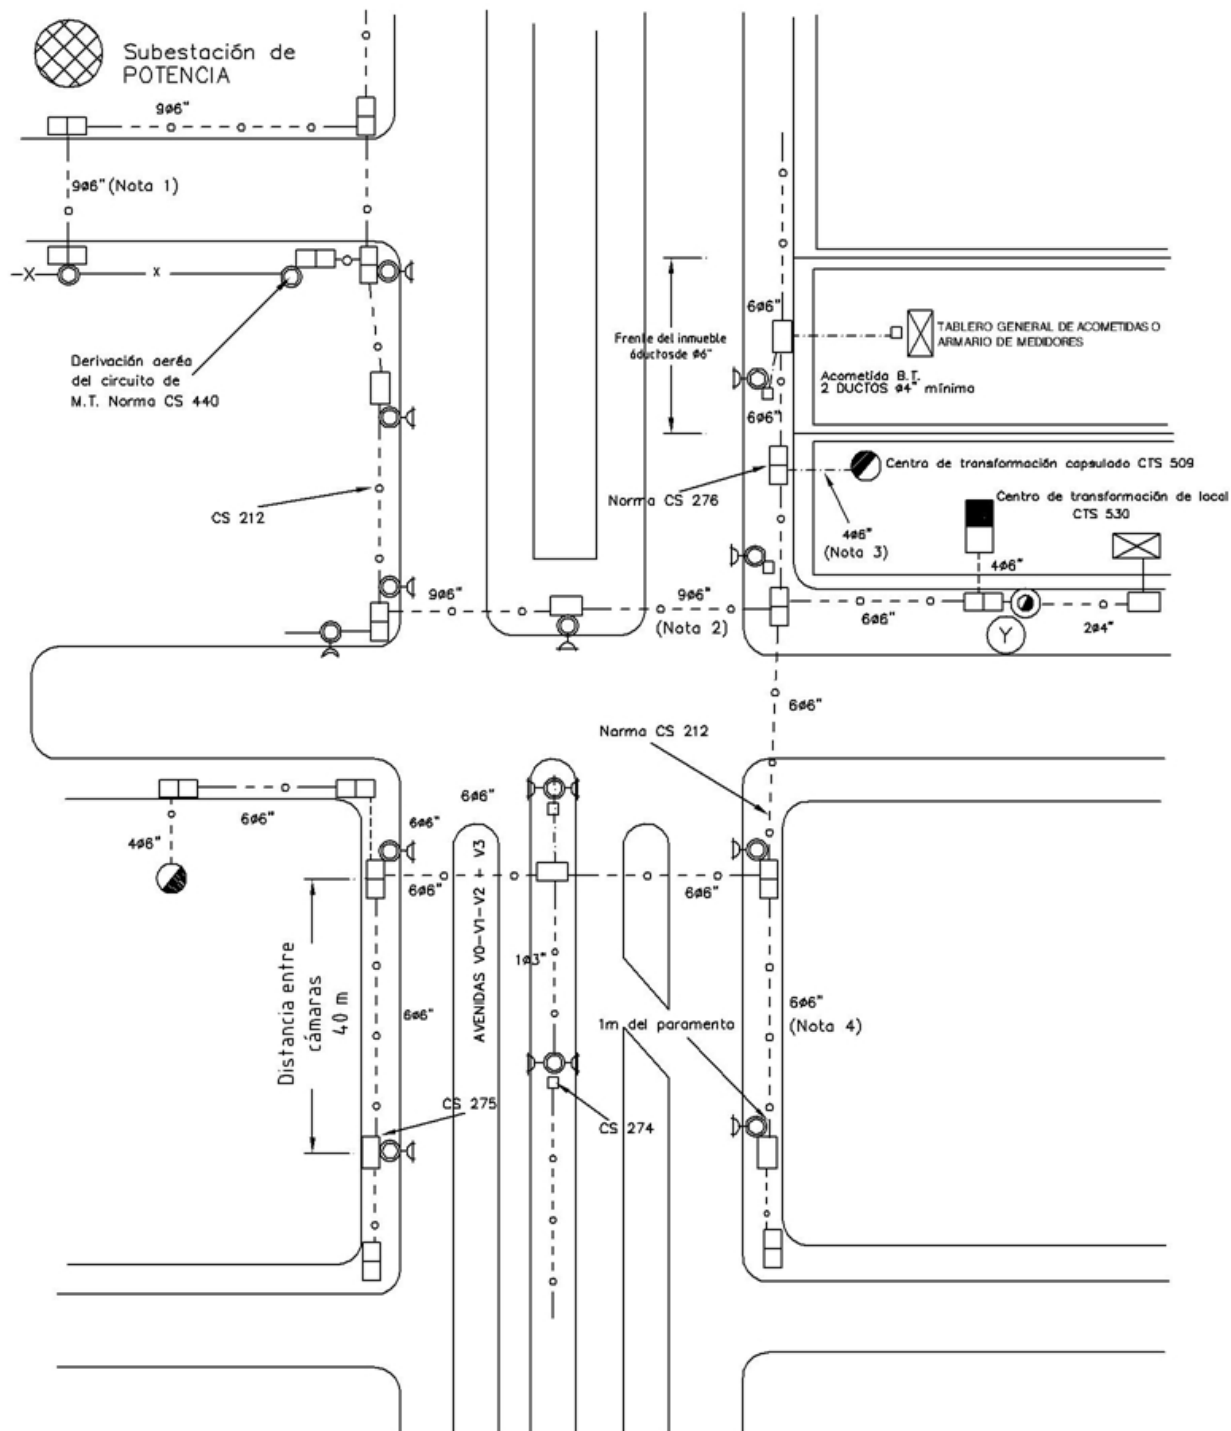 Subestación de
POTENCIA
9ø6"
9ø6" (Nota 1)
-X
x
Derivación aeréa
del circuito de
M.T. Norma CS 440
CS 212
6ø6"
Frente del inmueble
6ductosde ø6"
TABLERO GENERAL DE ACOMETIDAS O
ARMARIO DE MEDIDORES
Acometida B.T.
2 DUCTOS ø4" mínima
6ø6"
Centro de transformación capsulado CTS 509
Norma CS 276
Centro de transformación de local
CTS 530
4ø6"
(Nota 3)
4ø6"
9ø6"
9ø6"
(Nota 2)
6ø6"
2ø4"
Y
6ø6"
Norma CS 212
6ø6"
4ø6"
6ø6"
6ø6"
6ø6"
6ø6"
AVENIDAS V0-V1-V2 - V3
1ø3"
Distancia entre
cámaras
40 m
6ø6"
1m del paramento
6ø6"
(Nota 4)
CS 275
CS 274